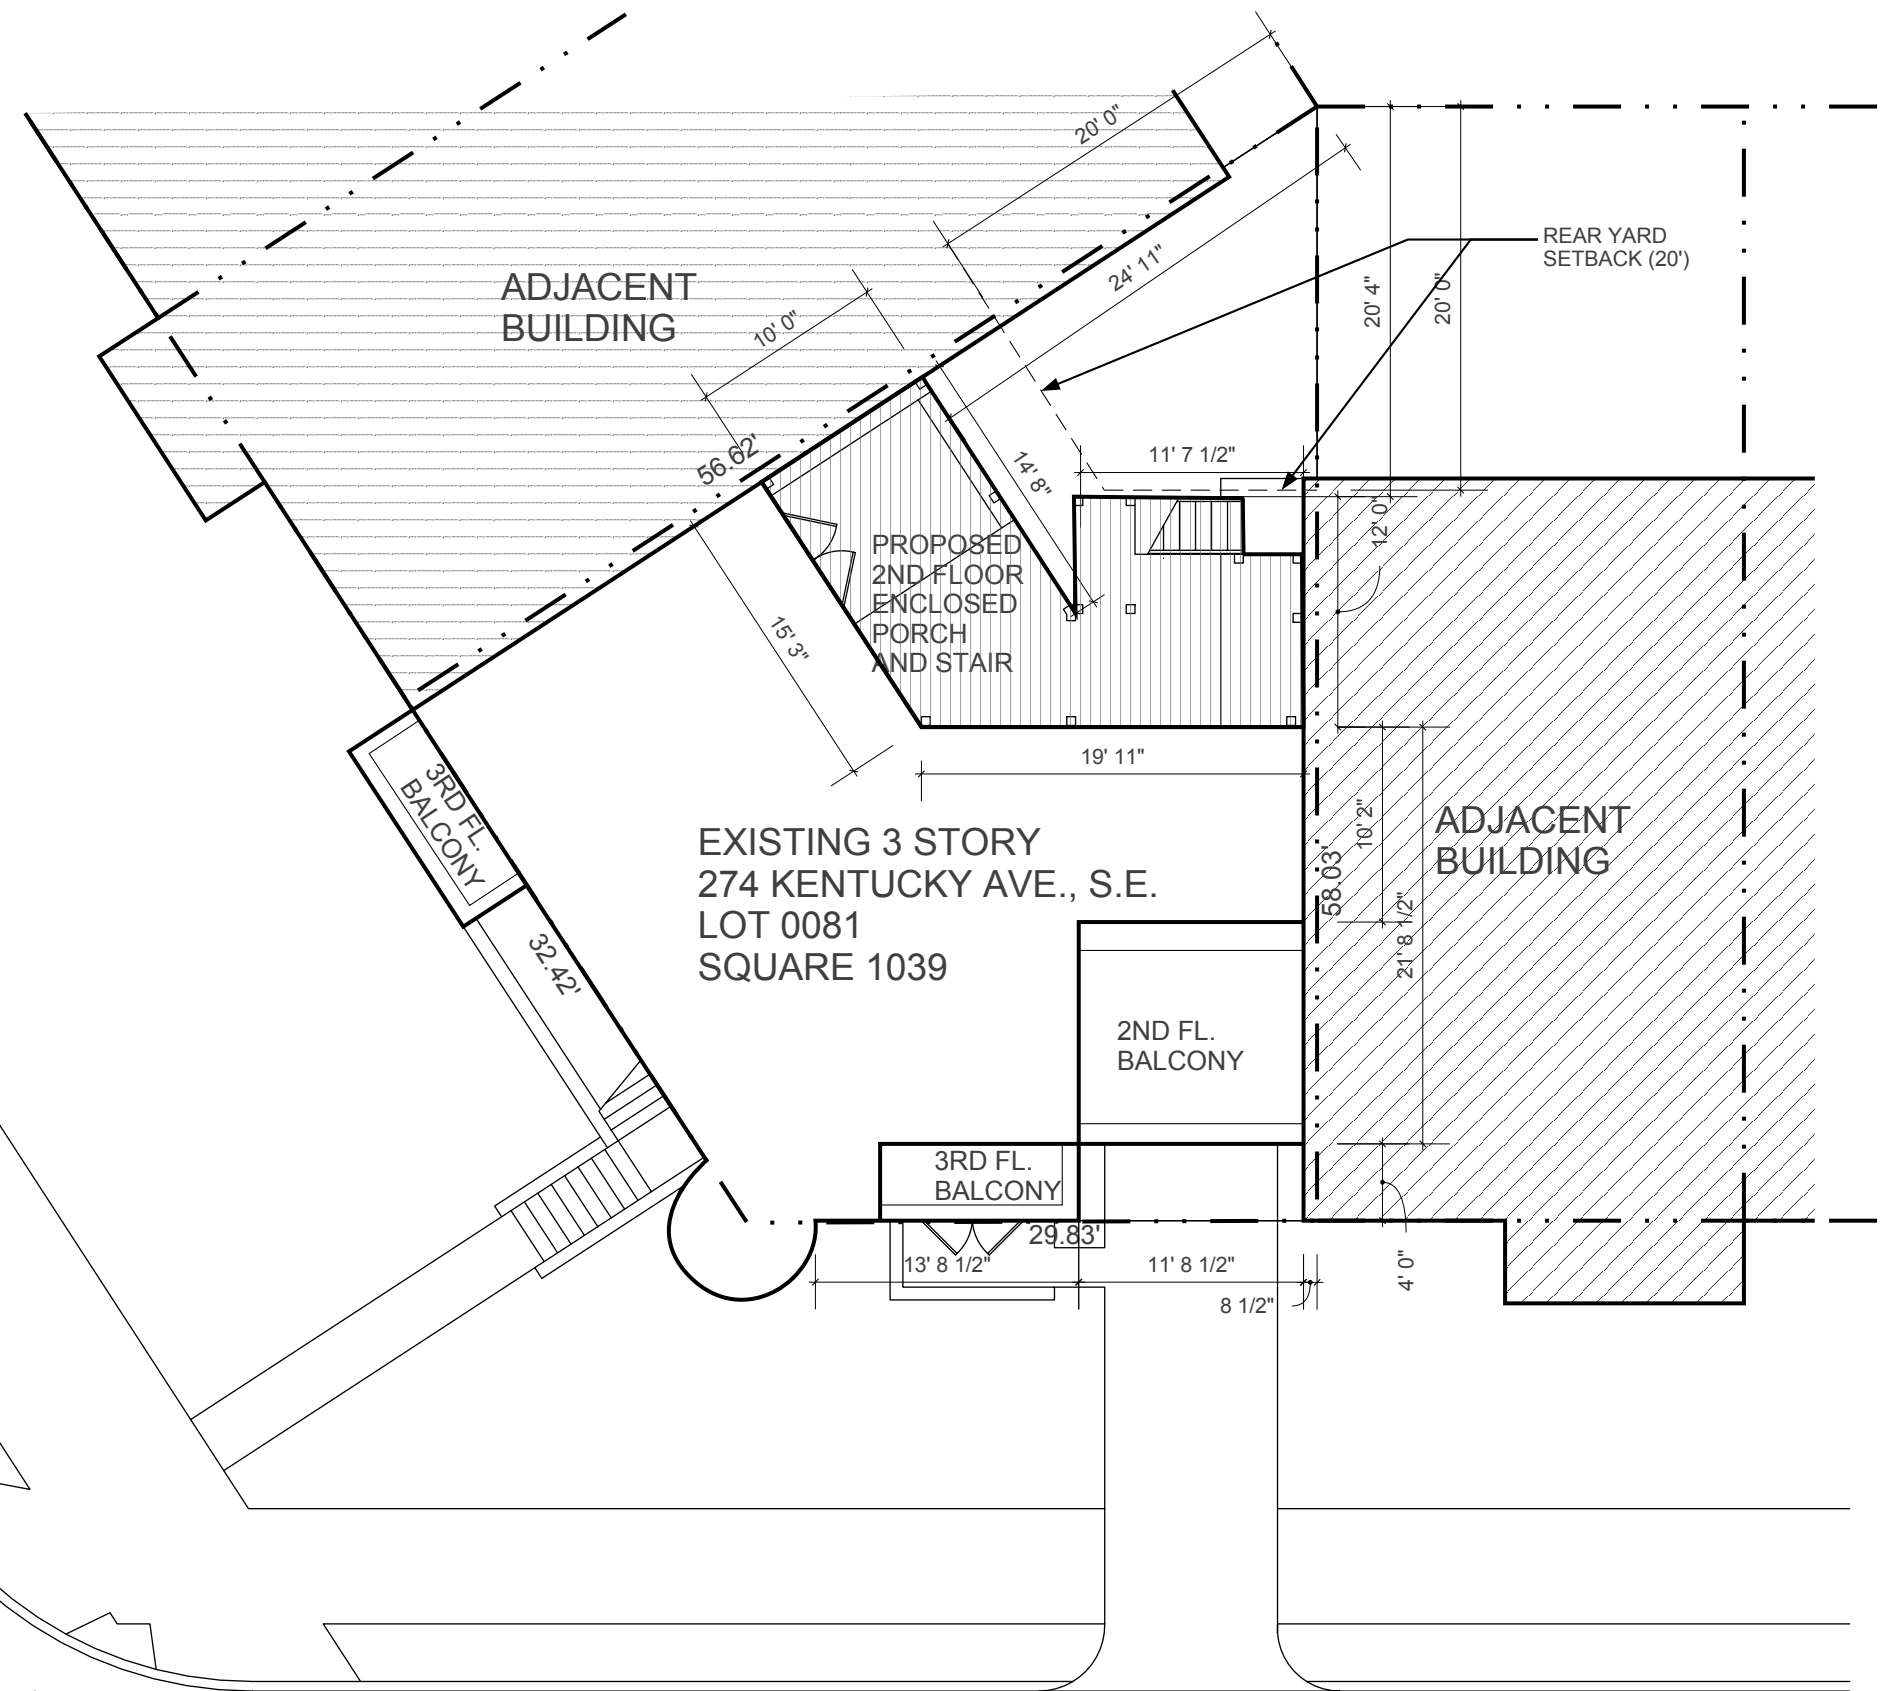 20' 0"
REAR YARD
SETBACK (20')
24' 11"
20' 4"
20' 0"
ADJACENT
BUILDING
10' 0"
56.62'
14' 8"
11' 7 1/2"
12' 0"
PROPOSED
2ND FLOOR
ENCLOSED
PORCH
AND STAIR
15' 3"
19' 11"
3RD FL.
BALCONY
EXISTING 3 STORY
274 KENTUCKY AVE., S.E.
LOT 0081
SQUARE 1039
10' 2"
58.03'
21' 8 1/2"
ADJACENT
BUILDING
32.42'
2ND FL.
BALCONY
3RD FL.
BALCONY
29.83'
13' 8 1/2"
11' 8 1/2"
8 1/2"
4' 0"